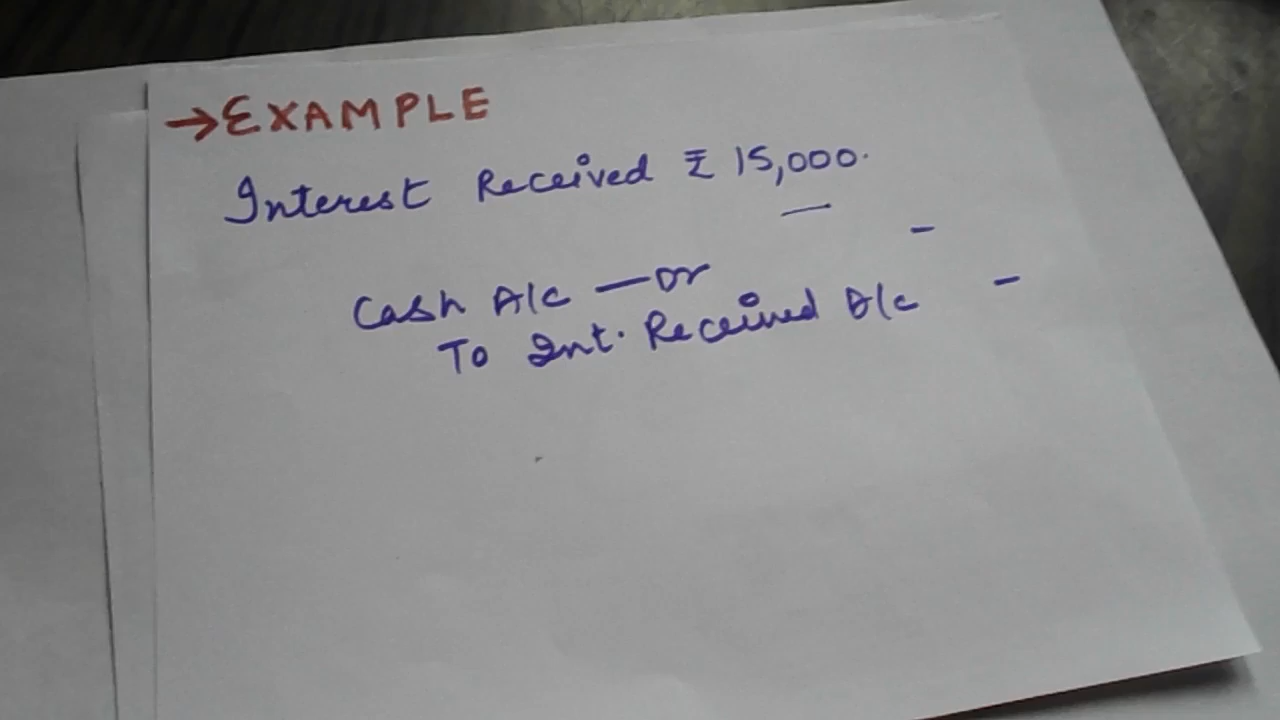 →EXAMPLE
Interest Received ₹ 15,000.
—
-
Cash A/c — Dr
To Int. Received A/c -